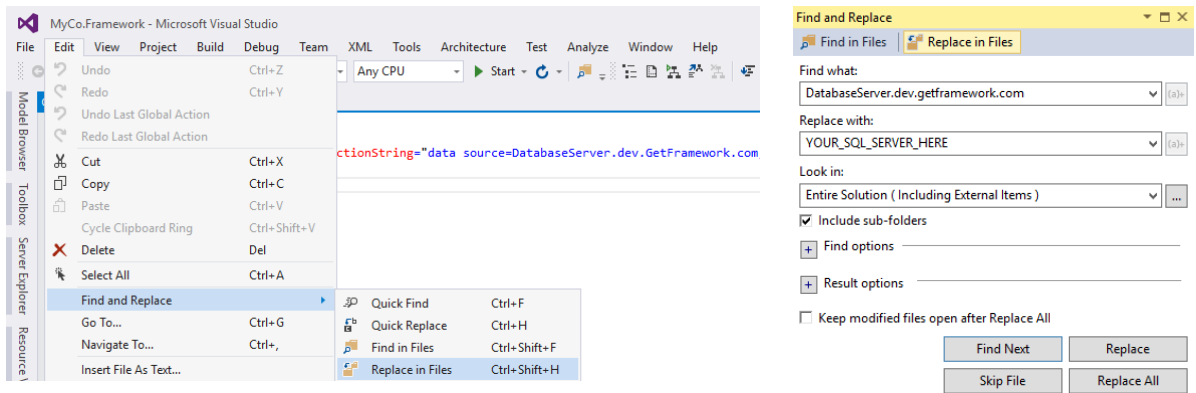 MyCo.Framework - Microsoft Visual Studio
File Edit View Project Build Debug Team XML Tools Architecture Test Analyze Window Help
Any CPU Start
Undo Ctrl+Z
Redo Ctrl+Y
Undo Last Global Action
Redo Last Global Action
Cut Ctrl+X
Copy Ctrl+C
Paste Ctrl+V
Cycle Clipboard Ring Ctrl+Shift+V
Delete Del
Select All Ctrl+A
Find and Replace
Go To... Ctrl+G
Navigate To... Ctrl+,
Insert File As Text...
Quick Find Ctrl+F
Quick Replace Ctrl+H
Find in Files Ctrl+Shift+F
Replace in Files Ctrl+Shift+H
Model Browser
Toolbox
Server Explorer
Resource
ctionString="data source=DatabaseServer.dev.GetFramework.com
Find and Replace
Find in Files Replace in Files
Find what:
DatabaseServer.dev.getframework.com
(a)+
Replace with:
YOUR_SQL_SERVER_HERE
(a)+
Look in:
Entire Solution ( Including External Items )
...
Include sub-folders
+ Find options
+ Result options
Keep modified files open after Replace All
Find Next Replace
Skip File Replace All